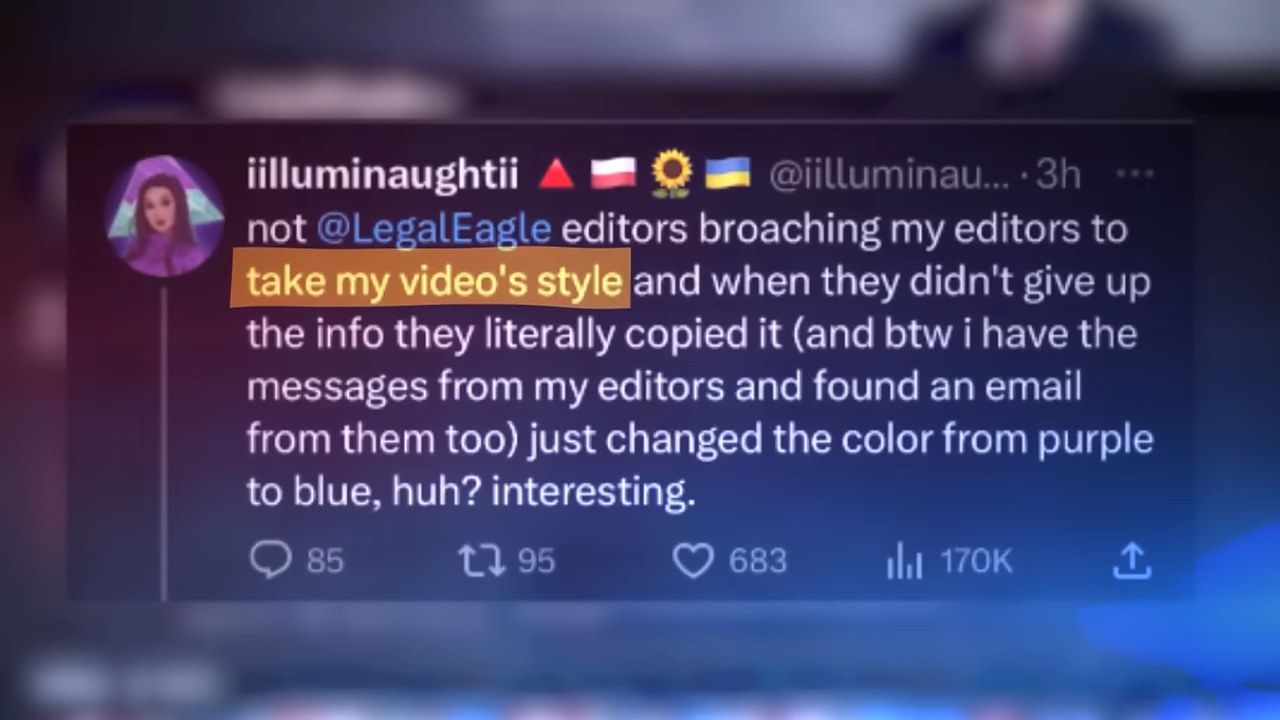 iilluminaughtii 🔺 🇵🇱 🌻 🇺🇦 @iilluminau... · 3h ...
not @LegalEagle editors broaching my editors to
take my video's style and when they didn't give up
the info they literally copied it (and btw i have the
messages from my editors and found an email
from them too) just changed the color from purple
to blue, huh? interesting.
85 95 683 170K